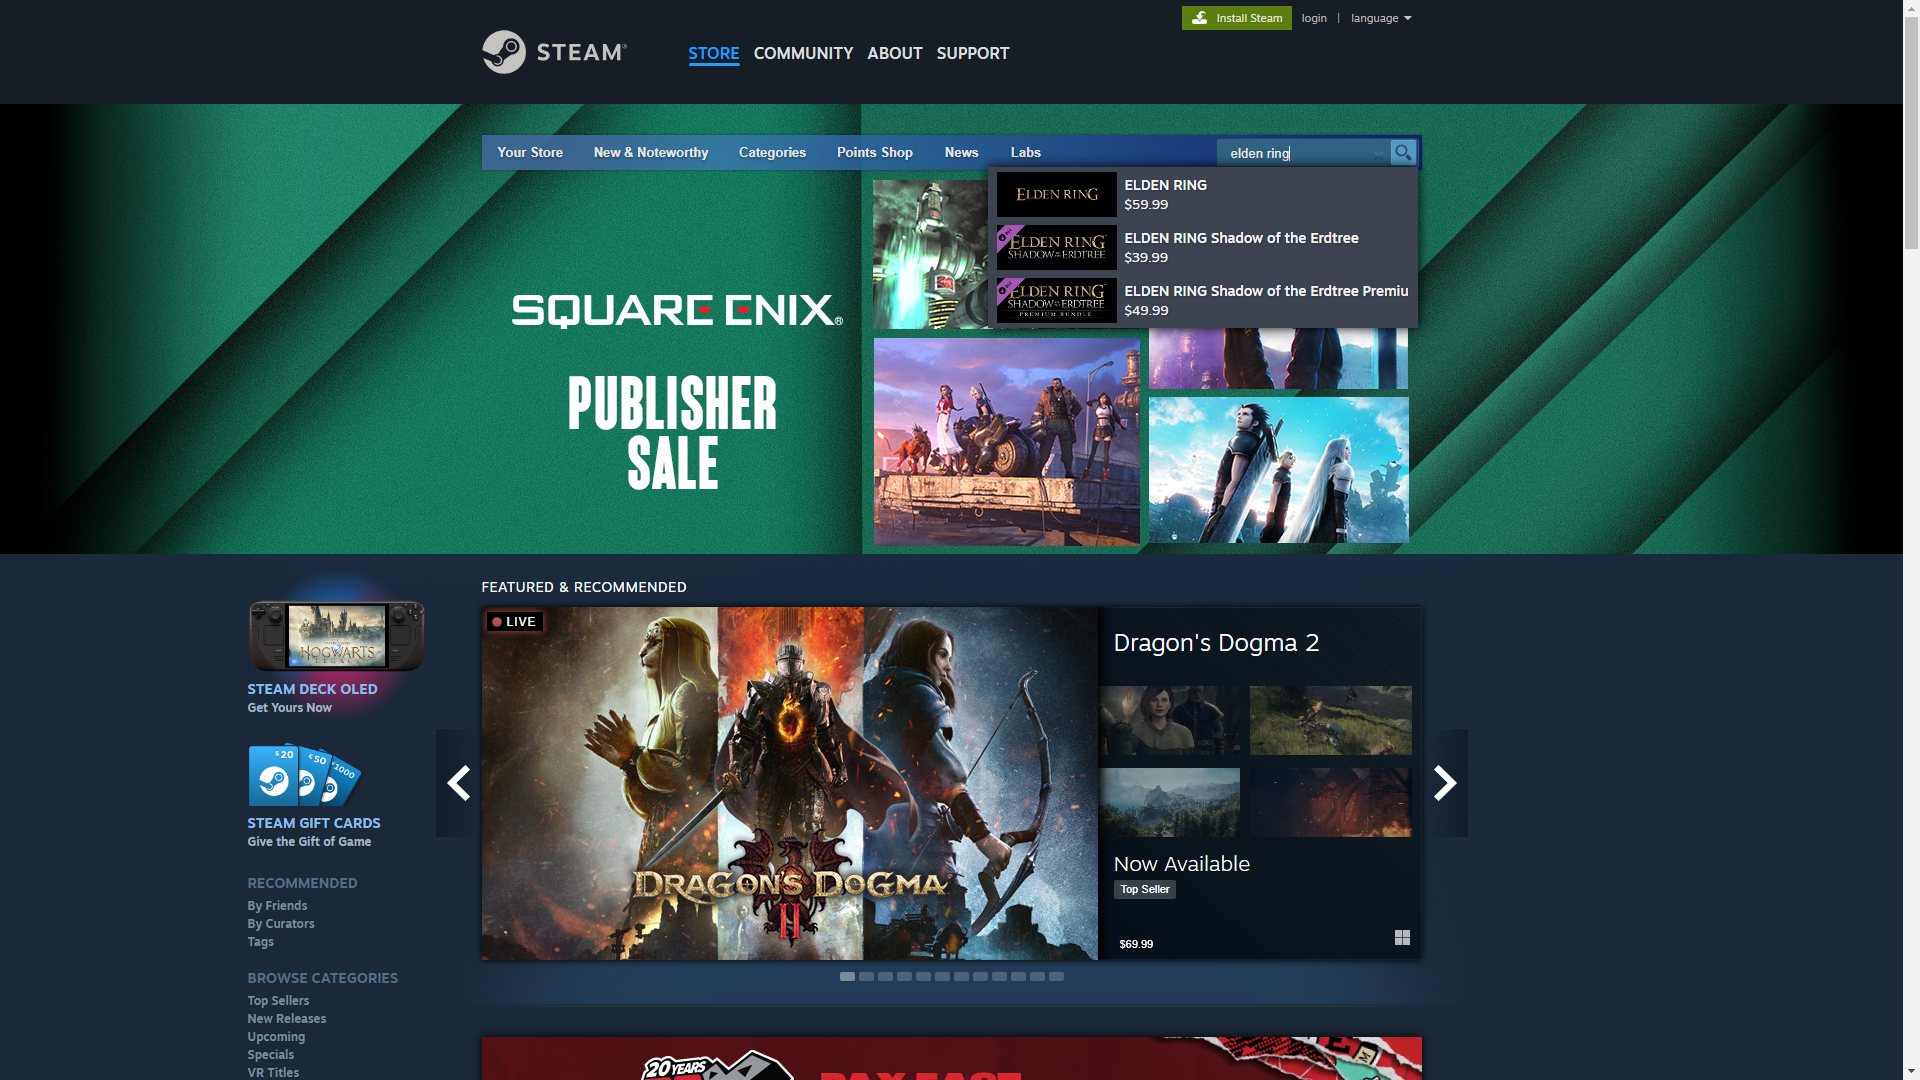 Install Steam
login | language
STEAM®
STORE COMMUNITY ABOUT SUPPORT
Your Store New & Noteworthy Categories Points Shop News Labs
elden ring
ELDEN RING
ELDEN RING
$59.99
ELDEN RING
SHADOW OF THE ERDTREE
ELDEN RING Shadow of the Erdtree
$39.99
ELDEN RING
SHADOW OF THE ERDTREE
PREMIUM BUNDLE
ELDEN RING Shadow of the Erdtree Premiu
$49.99
SQUARE ENIX®
PUBLISHER
SALE
FEATURED & RECOMMENDED
HOGWARTS
LEGACY
STEAM DECK OLED
Get Yours Now
$20
€50
1000
STEAM GIFT CARDS
Give the Gift of Game
RECOMMENDED
By Friends
By Curators
Tags
BROWSE CATEGORIES
Top Sellers
New Releases
Upcoming
Specials
VR Titles
LIVE
DRAGON'S DOGMA
II
Dragon's Dogma 2
Now Available
Top Seller
$69.99
20 YEARS
PAX EAST